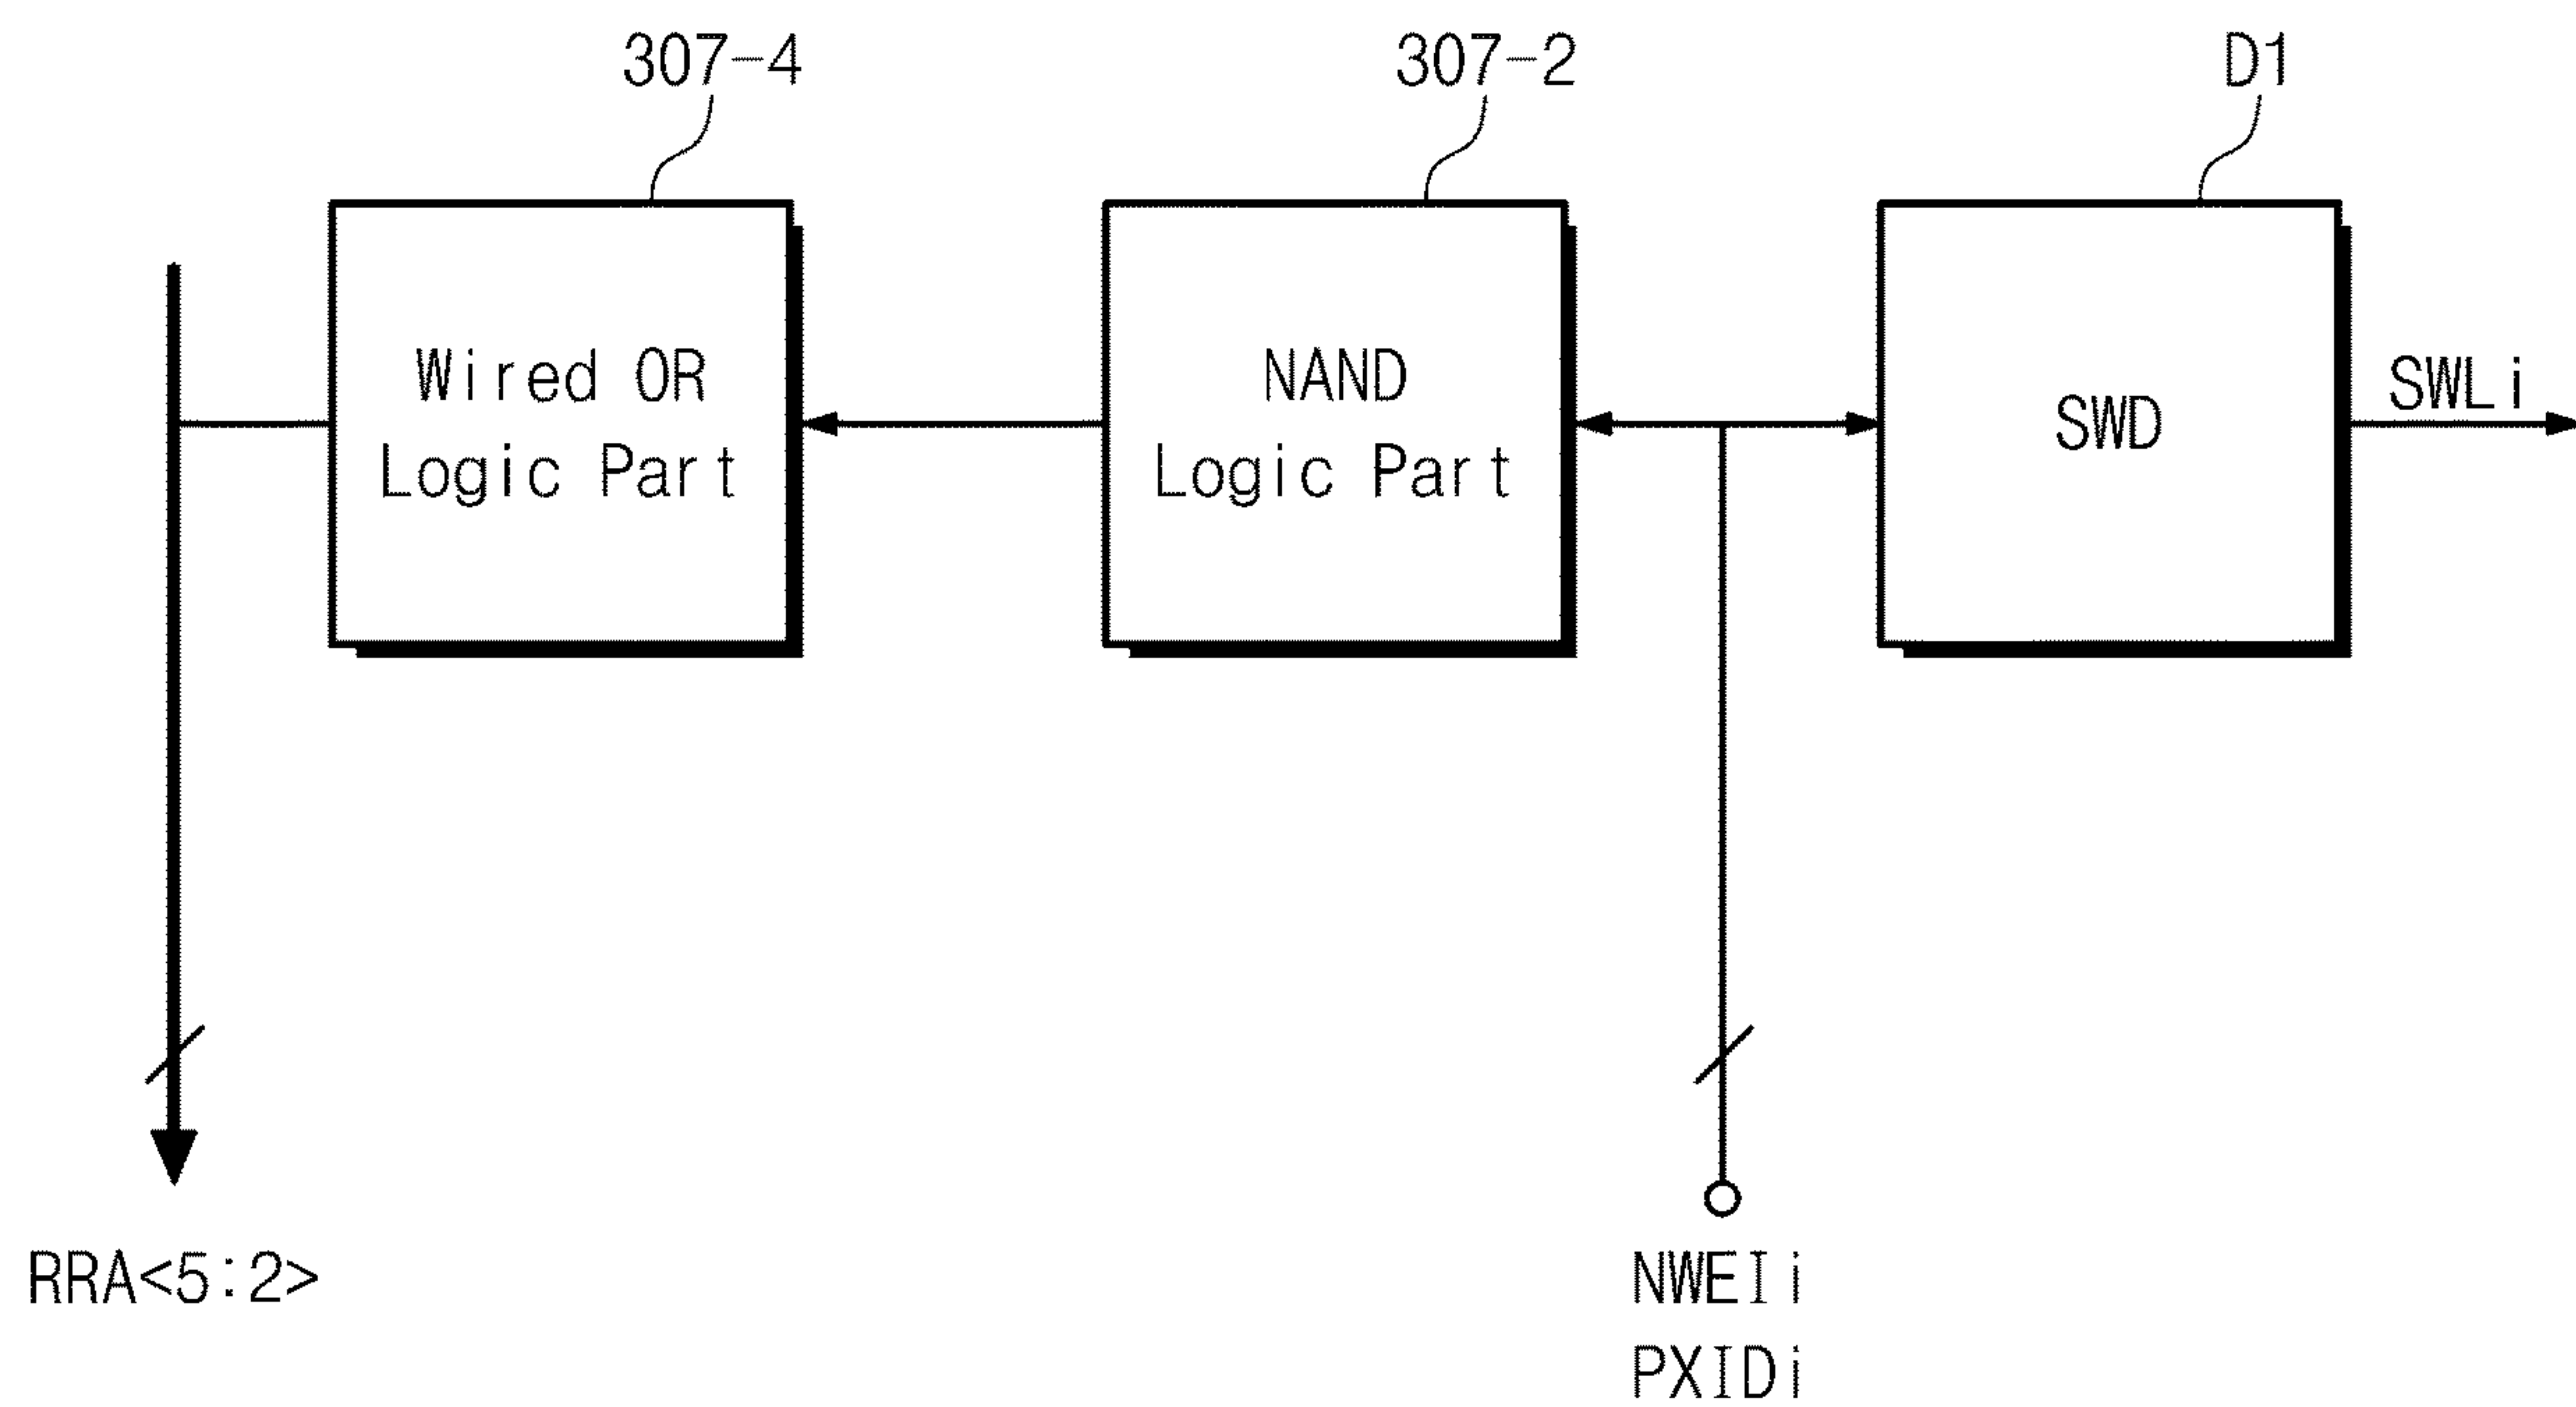 307-4
307-2
D1
Wired OR
Logic Part
NAND
Logic Part
SWD
SWLi
RRA<5:2>
NWEIi
PXIDi